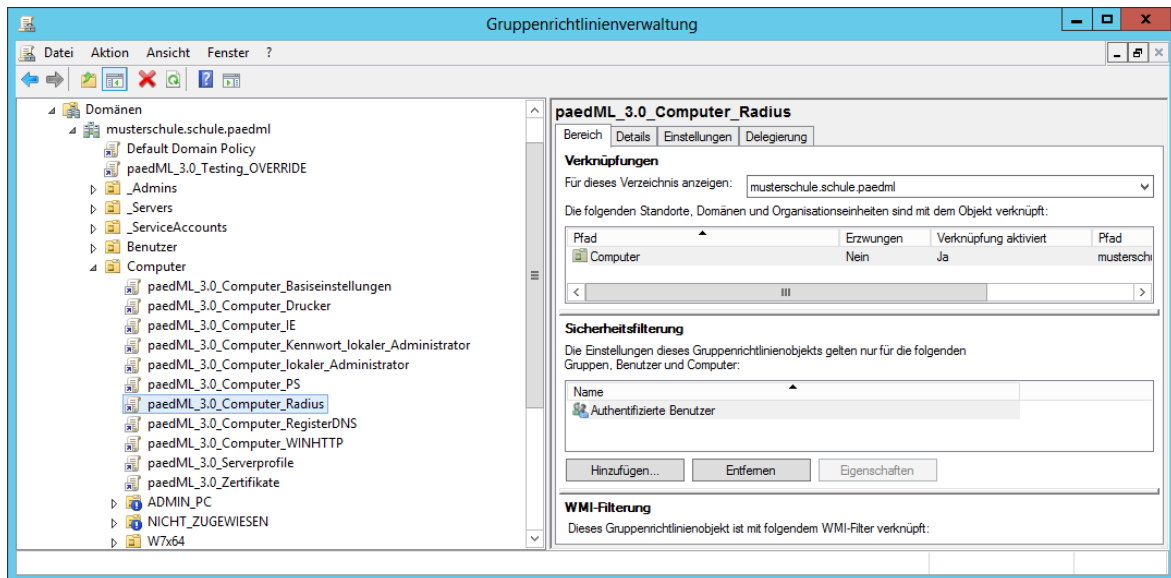 Gruppenrichtlinienverwaltung
Datei Aktion Ansicht Fenster ?
Domänen
musterschule.schule.paedml
Default Domain Policy
paedML_3.0_Testing_OVERRIDE
_Admins
_Servers
_ServiceAccounts
Benutzer
Computer
paedML_3.0_Computer_Basiseinstellungen
paedML_3.0_Computer_Drucker
paedML_3.0_Computer_IE
paedML_3.0_Computer_Kennwort_lokaler_Administrator
paedML_3.0_Computer_lokaler_Administrator
paedML_3.0_Computer_PS
paedML_3.0_Computer_Radius
paedML_3.0_Computer_RegisterDNS
paedML_3.0_Computer_WINHTTP
paedML_3.0_Serverprofile
paedML_3.0_Zertifikate
ADMIN_PC
NICHT_ZUGEWIESEN
W7x64
paedML_3.0_Computer_Radius
Bereich Details Einstellungen Delegierung
Verknüpfungen
Für dieses Verzeichnis anzeigen: musterschule.schule.paedml
Die folgenden Standorte, Domänen und Organisationseinheiten sind mit dem Objekt verknüpft:
Pfad Erzwungen Verknüpfung aktiviert Pfad
Computer Nein Ja musterschu
Sicherheitsfilterung
Die Einstellungen dieses Gruppenrichtlinienobjekts gelten nur für die folgenden
Gruppen, Benutzer und Computer:
Name
Authentifizierte Benutzer
Hinzufügen... Entfernen Eigenschaften
WMI-Filterung
Dieses Gruppenrichtlinienobjekt ist mit folgendem WMI-Filter verknüpft: